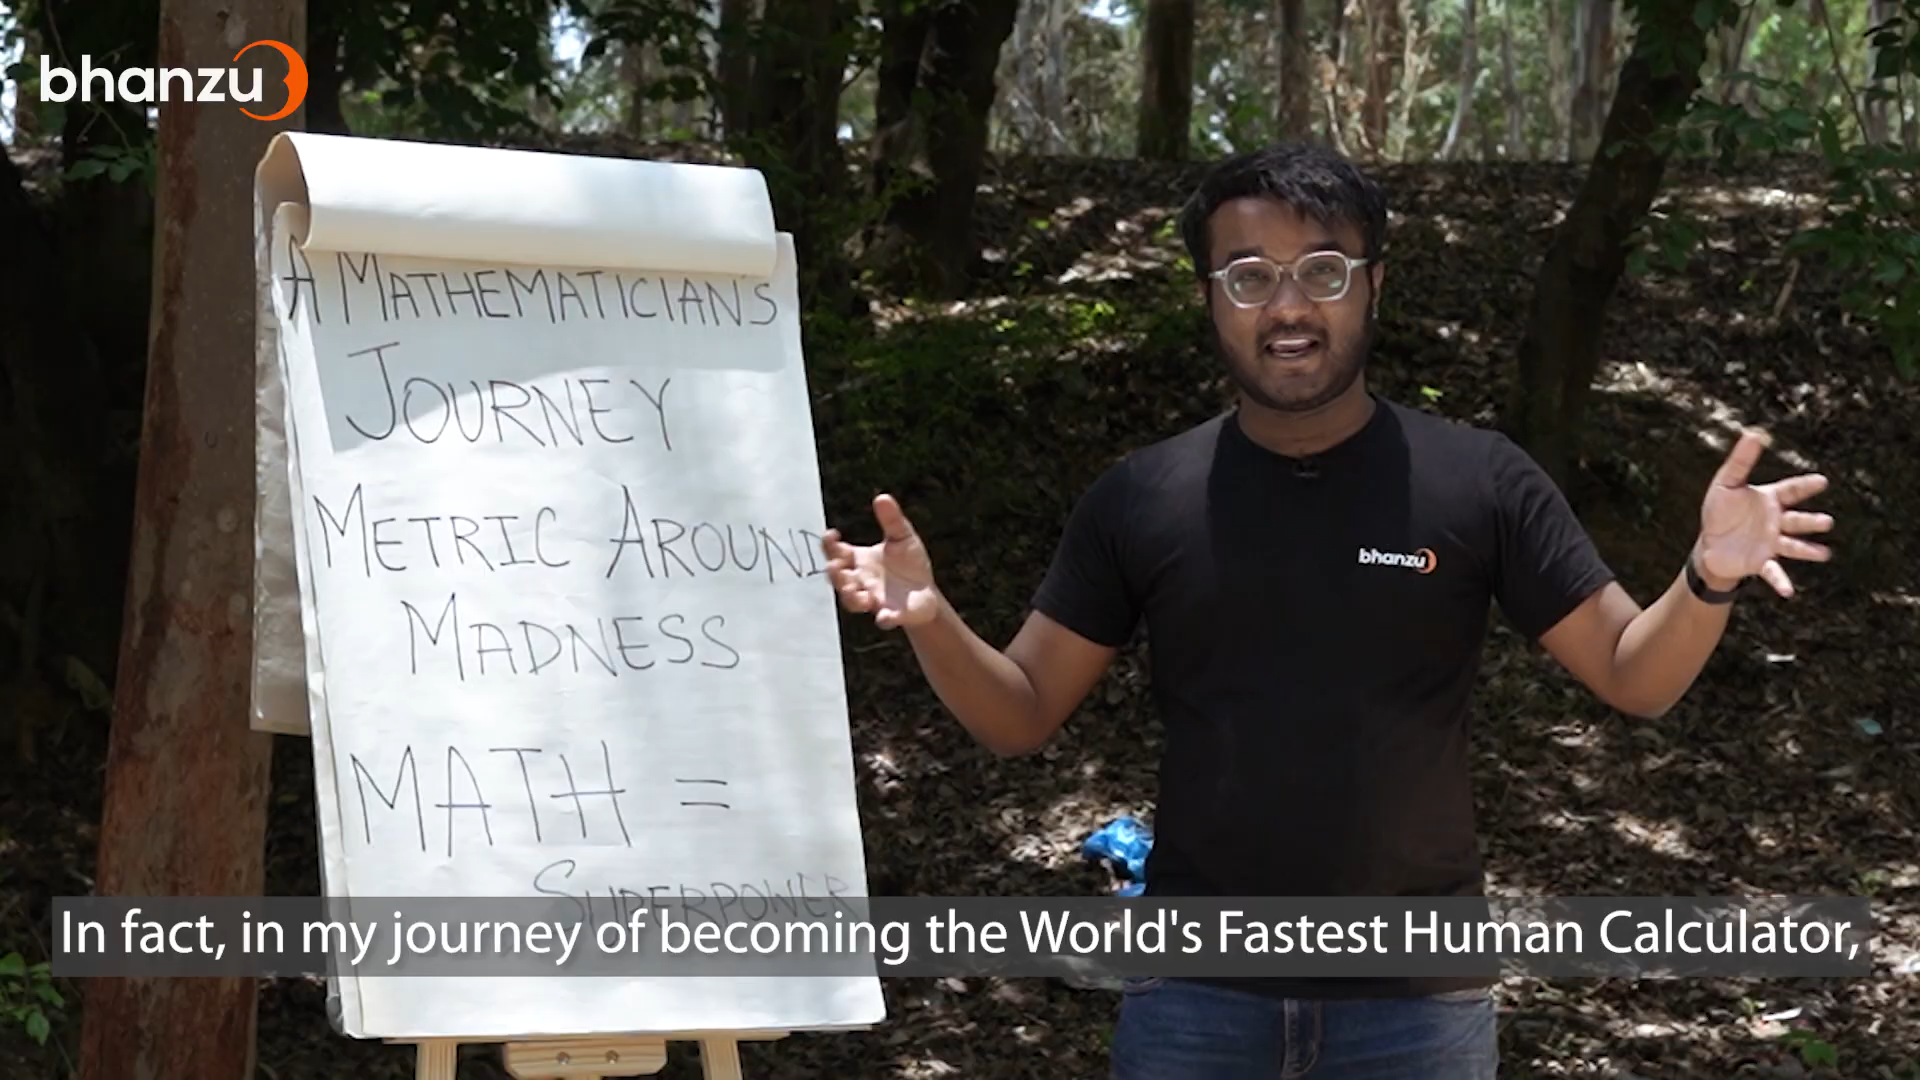 bhanzu
A MATHEMATICIAN'S
JOURNEY
METRIC AROUND
MADNESS
MATH =
SUPERPOWER
bhanzu
In fact, in my journey of becoming the World's Fastest Human Calculator,